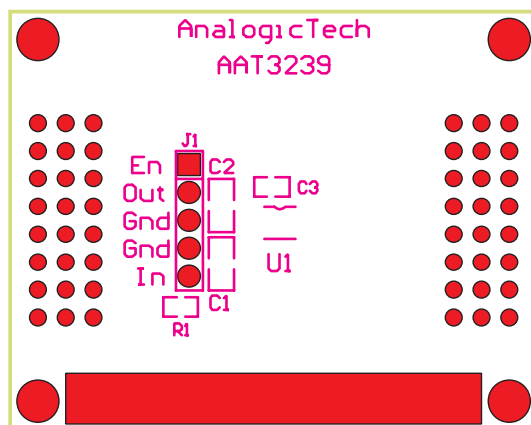 AnalogicTech
AAT3239
J1
En
C2
Out
C3
Gnd
Gnd
U1
In
C1
R1